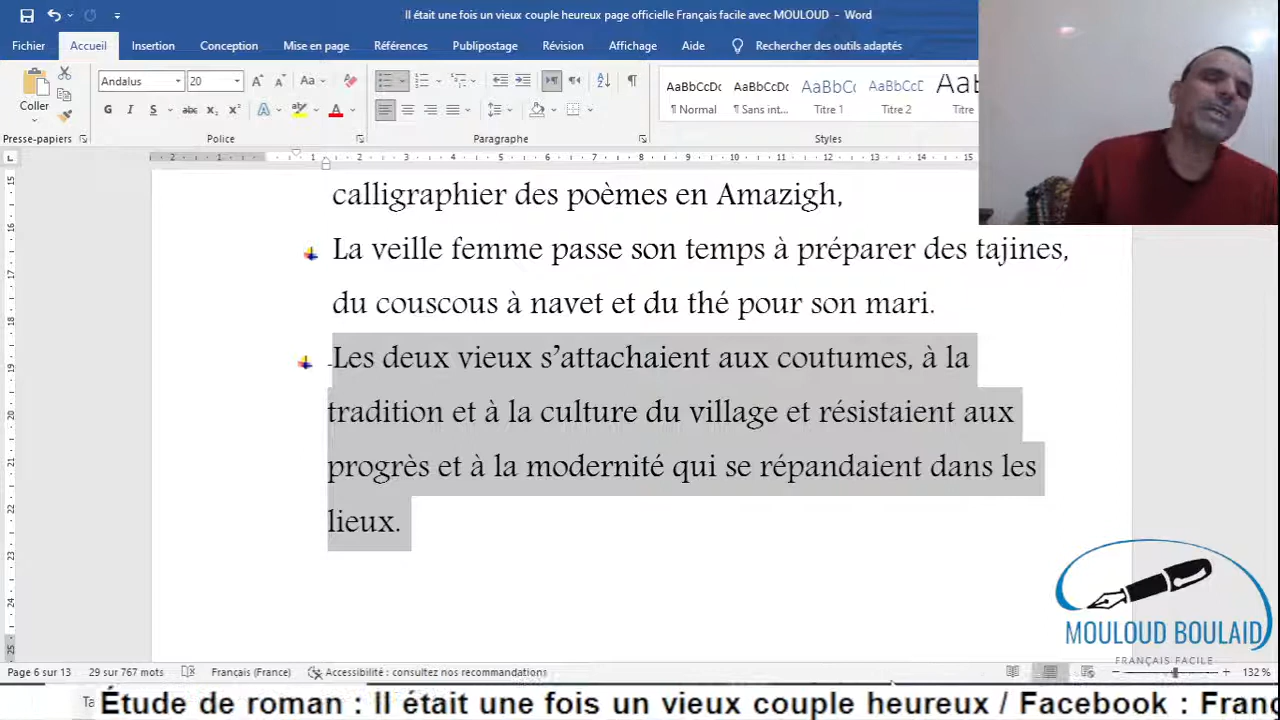 Il était une fois un vieux couple heureux page officielle Français facile avec MOULOUD - Word
Fichier Accueil Insertion Conception Mise en page Références Publipostage Révision Affichage Aide Rechercher des outils adaptés
Coller
Andalus 20
AaBbCcDc AaBbCcDc AaBbCc AaBbCcD Aa
¶ Normal ¶ Sans int... Titre 1 Titre 2 Titre
Presse-papiers Police Paragraphe Styles
calligraphier des poèmes en Amazigh,
La veille femme passe son temps à préparer des tajines,
du couscous à navet et du thé pour son mari.
Les deux vieux s’attachaient aux coutumes, à la
tradition et à la culture du village et résistaient aux
progrès et à la modernité qui se répandaient dans les
lieux.
MOULOUD BOULAID
FRANÇAIS FACILE
Page 6 sur 13 29 sur 767 mots Français (France) Accessibilité : consultez nos recommandations 132 %
Étude de roman : Il était une fois un vieux couple heureux / Facebook : Franç